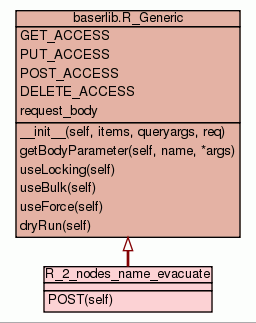 baserlib.R_Generic
GET_ACCESS
PUT_ACCESS
POST_ACCESS
DELETE_ACCESS
request_body
__init__(self, items, queryargs, req)
getBodyParameter(self, name, *args)
useLocking(self)
useBulk(self)
useForce(self)
dryRun(self)
R_2_nodes_name_evacuate
POST(self)